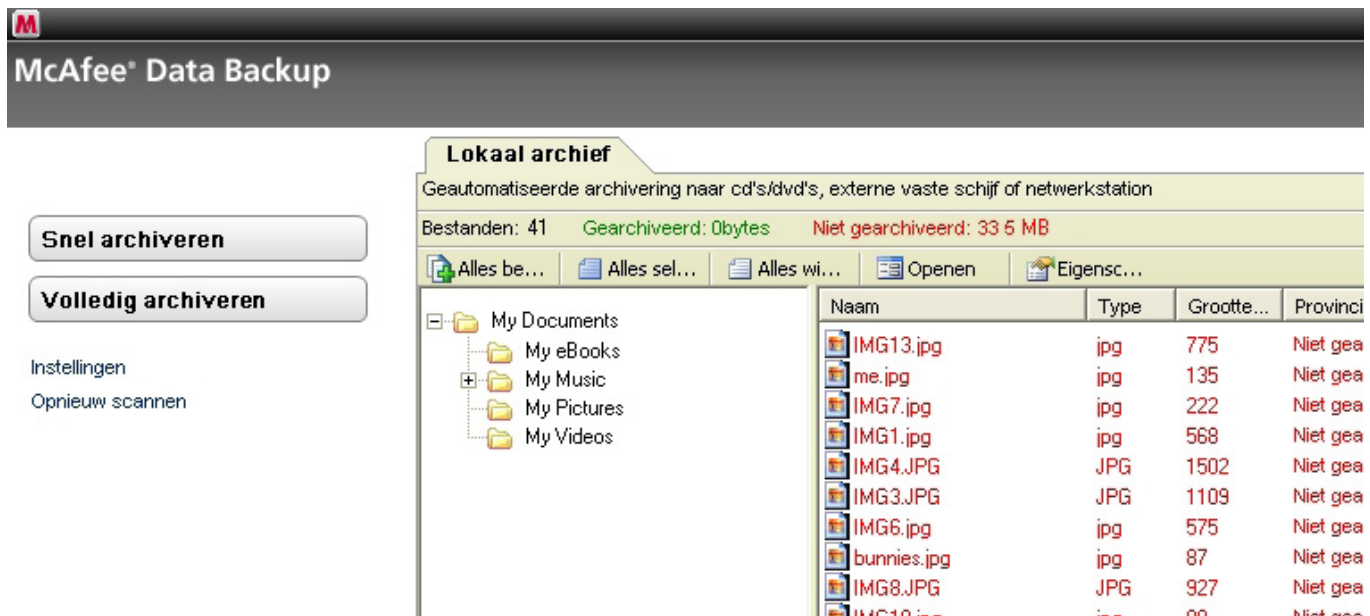 McAfee® Data Backup
Snel archiveren
Volledig archiveren
Instellingen
Opnieuw scannen
Lokaal archief
Geautomatiseerde archivering naar cd's/dvd's, externe vaste schijf of netwerkstation
Bestanden: 41 Gearchiveerd: 0bytes Niet gearchiveerd: 33 5 MB
Alles be... Alles sel... Alles wi... Openen Eigensc...
My Documents
My eBooks
My Music
My Pictures
My Videos
Naam Type Grootte... Provinci
IMG13.jpg jpg 775 Niet gea
me.jpg jpg 135 Niet gea
IMG7.jpg jpg 222 Niet gea
IMG1.jpg jpg 568 Niet gea
IMG4.JPG JPG 1502 Niet gea
IMG3.JPG JPG 1109 Niet gea
IMG6.jpg jpg 575 Niet gea
bunnies.jpg jpg 87 Niet gea
IMG8.JPG JPG 927 Niet gea